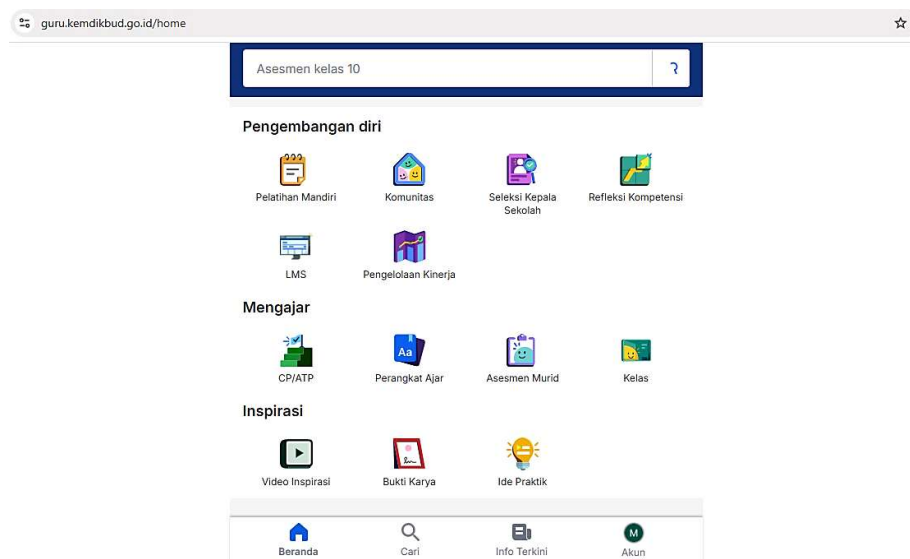 guru.kemdikbud.go.id/home
Asesmen kelas 10
Pengembangan diri
Pelatihan Mandiri
Komunitas
Seleksi Kepala
Sekolah
Refleksi Kompetensi
LMS
Pengelolaan Kinerja
Mengajar
CP/ATP
Aa
Perangkat Ajar
Asesmen Murid
Kelas
Inspirasi
Video Inspirasi
Bukti Karya
Ide Praktik
Beranda
Cari
Info Terkini
M
Akun